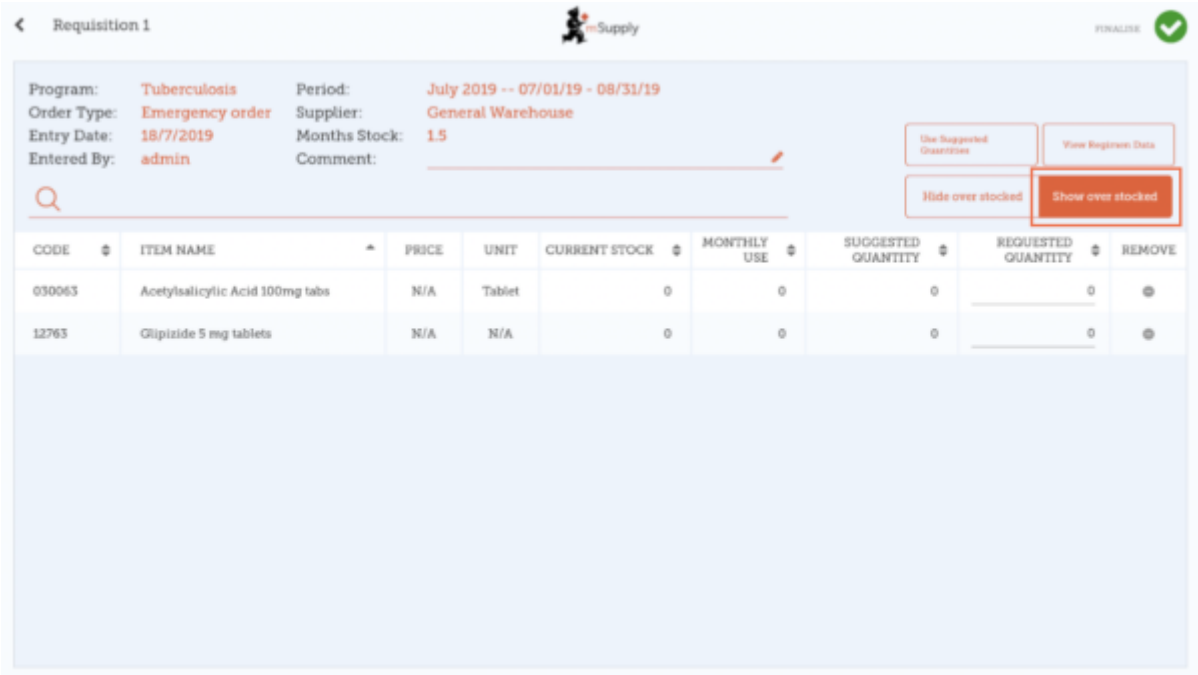 Requisition 1
mSupply
FINALISE
Program: Tuberculosis Period: July 2019 -- 07/01/19 - 08/31/19
Order Type: Emergency order Supplier: General Warehouse
Entry Date: 18/7/2019 Months Stock: 1.5
Entered By: admin Comment:
Use Suggested
Quantities
View Regimen Data
Hide over stocked Show over stocked
CODE ITEM NAME PRICE UNIT CURRENT STOCK MONTHLY USE SUGGESTED QUANTITY REQUESTED QUANTITY REMOVE
030063 Acetylsalicylic Acid 100mg tabs N/A Tablet 0 0 0 0
12763 Glipizide 5 mg tablets N/A N/A 0 0 0 0